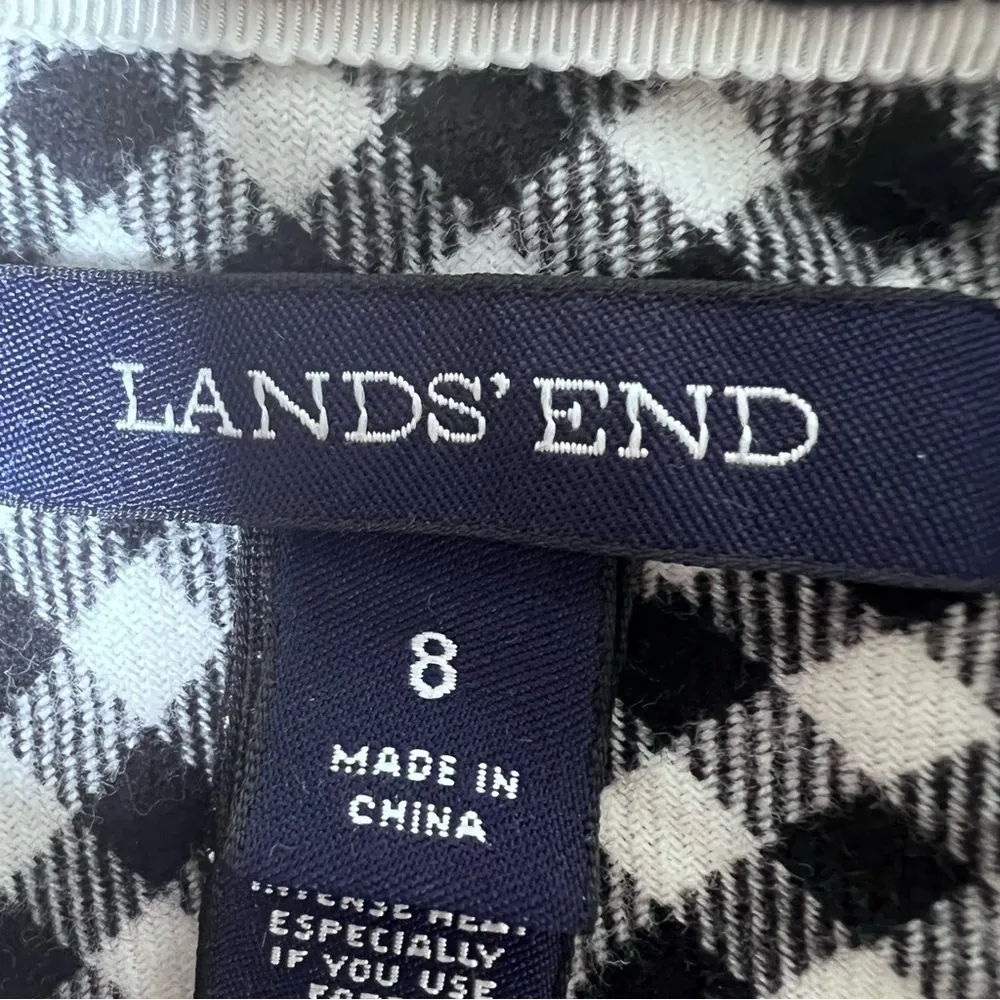 LANDS' END
8
MADE IN
CHINA
ESPECIALLY
IF YOU USE